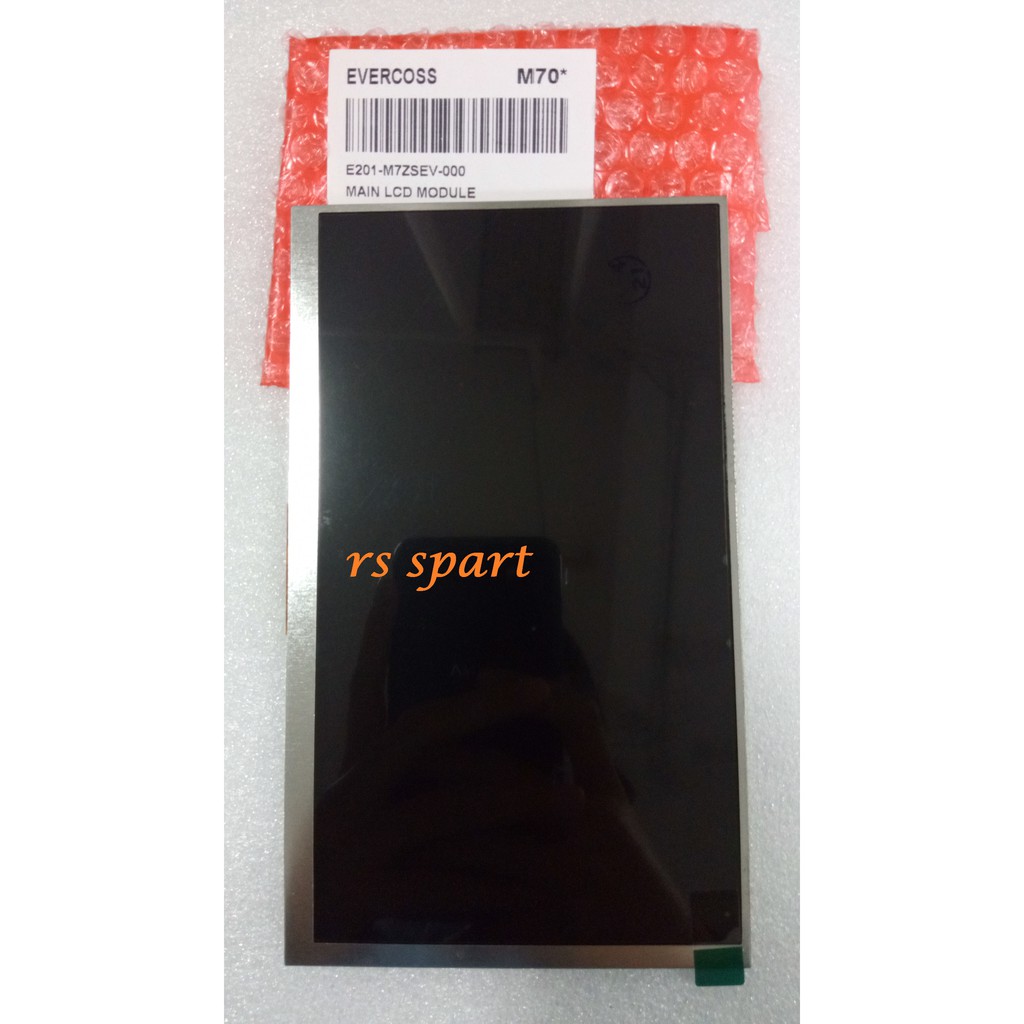 EVERCOSS M70*
E201-M7ZSEV-000
MAIN LCD MODULE
rs spart